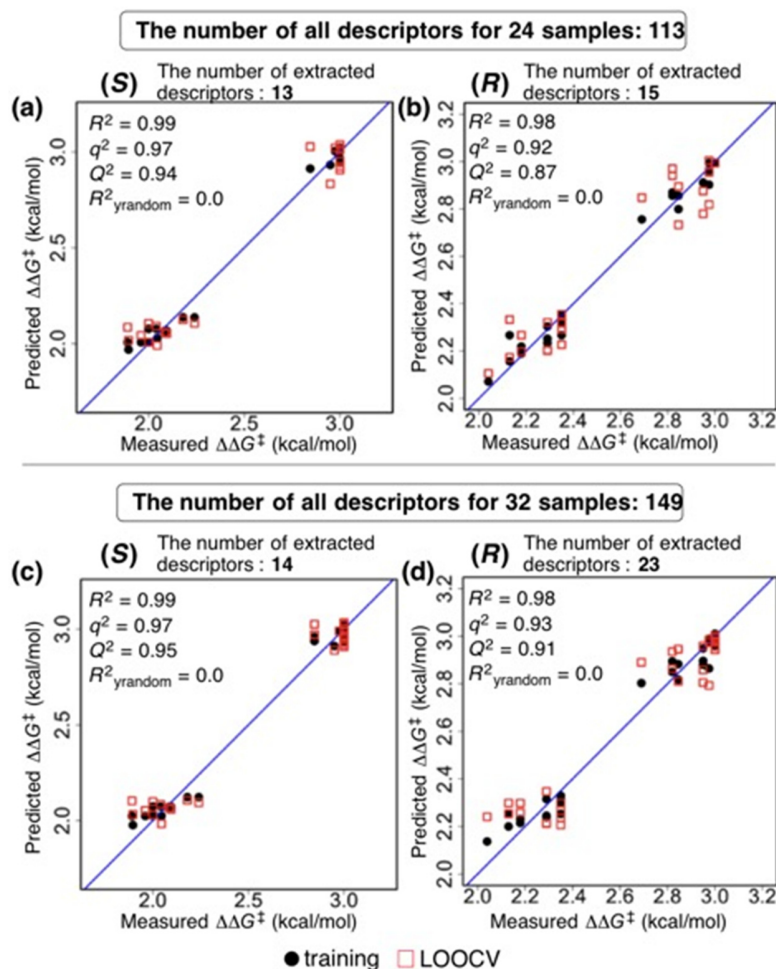 The number of all descriptors for 24 samples: 113
(S) The number of extracted
descriptors : 13
(R) The number of extracted
descriptors : 15
(a)
R² = 0.99
q² = 0.97
Q² = 0.94
R²yrandom = 0.0
Predicted ΔΔG‡ (kcal/mol)
3.0
2.5
2.0
2.0 2.5 3.0
Measured ΔΔG‡ (kcal/mol)
(b)
R² = 0.98
q² = 0.92
Q² = 0.87
R²yrandom = 0.0
Predicted ΔΔG‡ (kcal/mol)
3.2
3.0
2.8
2.6
2.4
2.2
2.0
2.0 2.2 2.4 2.6 2.8 3.0 3.2
Measured ΔΔG‡ (kcal/mol)
The number of all descriptors for 32 samples: 149
(S) The number of extracted
descriptors : 14
(R) The number of extracted
descriptors : 23
(c)
R² = 0.99
q² = 0.97
Q² = 0.95
R²yrandom = 0.0
Predicted ΔΔG‡ (kcal/mol)
3.0
2.5
2.0
2.0 2.5 3.0
Measured ΔΔG‡ (kcal/mol)
(d)
R² = 0.98
q² = 0.93
Q² = 0.91
R²yrandom = 0.0
Predicted ΔΔG‡ (kcal/mol)
3.2
3.0
2.8
2.6
2.4
2.2
2.0
2.0 2.2 2.4 2.6 2.8 3.0 3.2
Measured ΔΔG‡ (kcal/mol)
training LOOCV